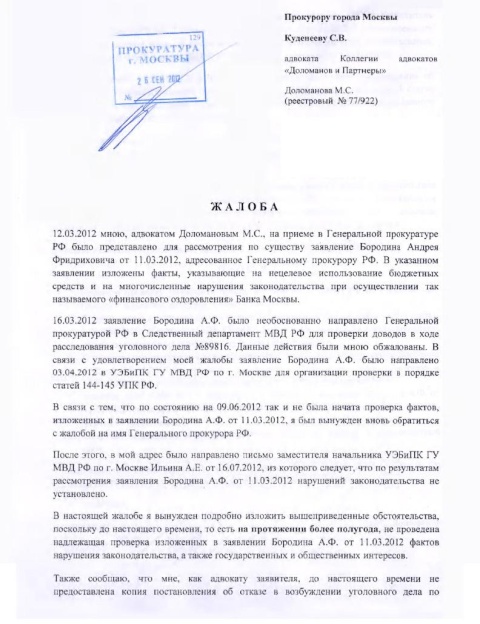 Прокурору города Москвы
Куденееву С.В.
адвоката Коллегии адвокатов
«Доломанов и Партнеры»
Доломанова М.С.
(реестровый № 77/922)
129
ПРОКУРАТУРА
г. МОСКВЫ
26 СЕН 2012
№
ЖАЛОБА
12.03.2012 мною, адвокатом Доломановым М.С., на приеме в Генеральной прокуратуре
РФ было представлено для рассмотрения по существу заявление Бородина Андрея
Фридриховича от 11.03.2012, адресованное Генеральному прокурору РФ. В указанном
заявлении изложены факты, указывающие на нецелевое использование бюджетных
средств и на многочисленные нарушения законодательства при осуществлении так
называемого «финансового оздоровления» Банка Москвы.
16.03.2012 заявление Бородина А.Ф. было необоснованно направлено Генеральной
прокуратурой РФ в Следственный департамент МВД РФ для проверки доводов в ходе
расследования уголовного дела №89816. Данные действия были мною обжалованы. В
связи с удовлетворением моей жалобы заявление Бородина А.Ф. было направлено
03.04.2012 в УЭБиПК ГУ МВД РФ по г. Москве для организации проверки в порядке
статей 144-145 УПК РФ.
В связи с тем, что по состоянию на 09.06.2012 так и не была начата проверка фактов,
изложенных в заявлении Бородина А.Ф. от 11.03.2012, я был вынужден вновь обратиться
с жалобой на имя Генерального прокурора РФ.
После этого, в мой адрес было направлено письмо заместителя начальника УЭБиПК ГУ
МВД РФ по г. Москве Ильина А.Е. от 16.07.2012, из которого следует, что по результатам
рассмотрения заявления Бородина А.Ф. от 11.03.2012 нарушений законодательства не
установлено.
В настоящей жалобе я вынужден подробно изложить вышеприведенные обстоятельства,
поскольку до настоящего времени, то есть на протяжении более полугода, не проведена
надлежащая проверка изложенных в заявлении Бородина А.Ф. от 11.03.2012 фактов
нарушения законодательства, а также государственных и общественных интересов.
Также сообщаю, что мне, как адвокату заявителя, до настоящего времени не
предоставлена копия постановления об отказе в возбуждении уголовного дела по